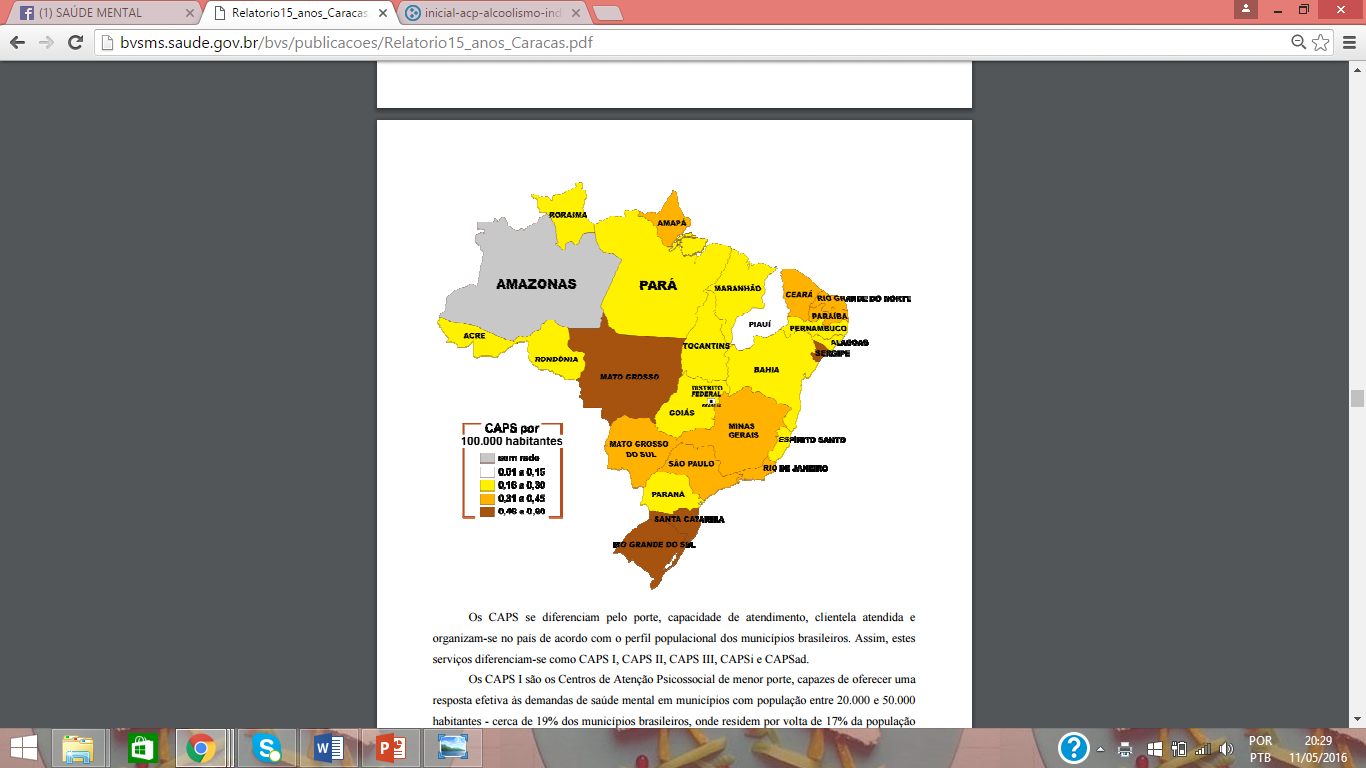 (1) SAÚDE MENTAL
Relatorio15_anos_Caracas
inicial-acp-alcoolismo-ind
bvsms.saude.gov.br/bvs/publicacoes/Relatorio15_anos_Caracas.pdf
RORAIMA
AMAPÁ
AMAZONAS
PARÁ
MARANHÃO
CEARÁ
RIO GRANDE DO NORTE
PARAÍBA
PIAUÍ
PERNAMBUCO
ACRE
ALAGOAS
TOCANTINS
SERGIPE
RONDÔNIA
BAHIA
MATO GROSSO
DISTRITO
FEDERAL
GOIÁS
MINAS
GERAIS
ESPÍRITO SANTO
MATO GROSSO
DO SUL
SÃO PAULO
RIO DE JANEIRO
PARANÁ
SANTA CATARINA
RIO GRANDE DO SUL
CAPS por
100.000 habitantes
sem rede
0,01 a 0,15
0,16 a 0,30
0,31 a 0,45
0,46 a 0,60
Os CAPS se diferenciam pelo porte, capacidade de atendimento, clientela atendida e
organizam-se no país de acordo com o perfil populacional dos municípios brasileiros. Assim, estes
serviços diferenciam-se como CAPS I, CAPS II, CAPS III, CAPSi e CAPSad.
Os CAPS I são os Centros de Atenção Psicossocial de menor porte, capazes de oferecer uma
resposta efetiva às demandas de saúde mental em municípios com população entre 20.000 e 50.000
habitantes - cerca de 19% dos municípios brasileiros, onde residem por volta de 17% da população
POR
PTB
20:29
11/05/2016